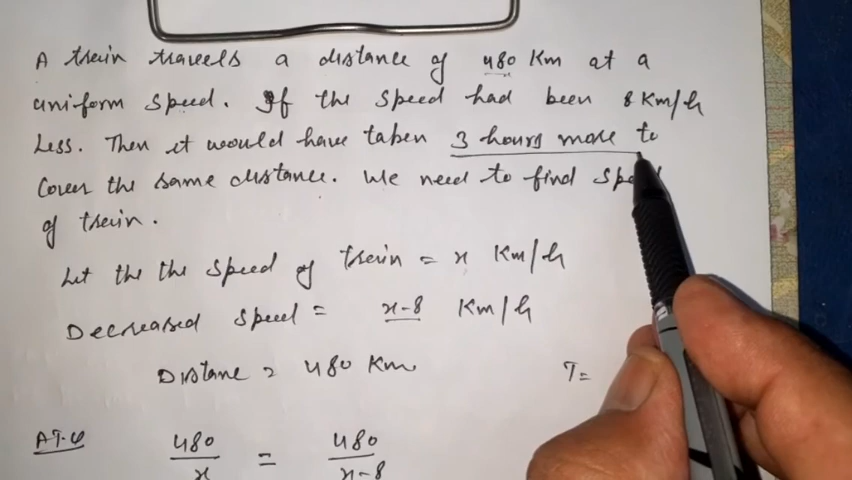 A train travels a distance of 480 Km at a
uniform speed. If the speed had been 8 Km/h
Less. Then it would have taken 3 hours more to
Cover the same distance. We need to find
of train.
Let the the speed of train = x Km/h
Decreased speed = x-8 Km/h
Distane = 480 Km
T=
A.T.Q 480/x = 480/x-8